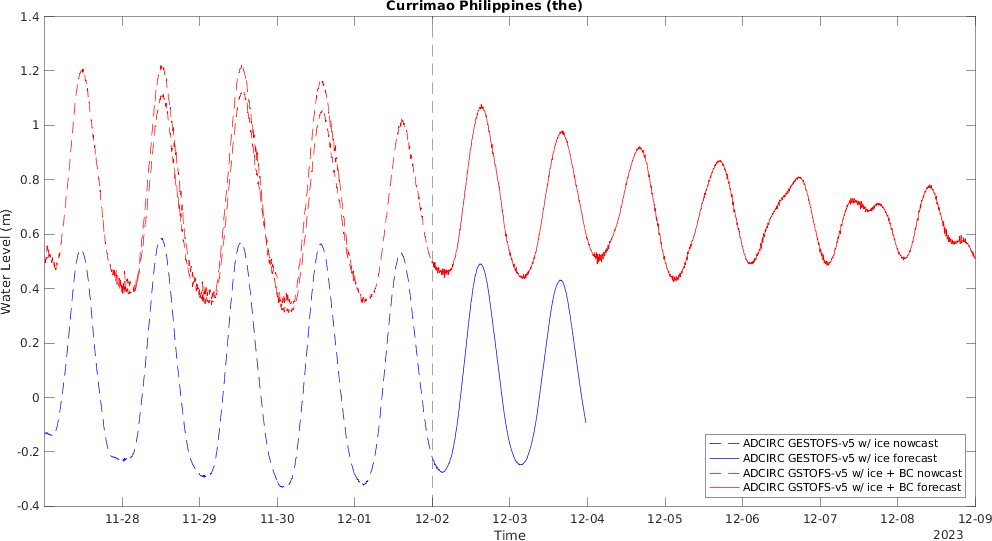 Currimao Philippines (the)
1.4
1.2
1
0.8
0.6
0.4
0.2
0
-0.2
-0.4
Water Level (m)
11-28 11-29 11-30 12-01 12-02 12-03 12-04 12-05 12-06 12-07 12-08 12-09
Time
2023
ADCIRC GESTOFS-v5 w/ ice nowcast
ADCIRC GESTOFS-v5 w/ ice forecast
ADCIRC GSTOFS-v5 w/ ice + BC nowcast
ADCIRC GSTOFS-v5 w/ ice + BC forecast